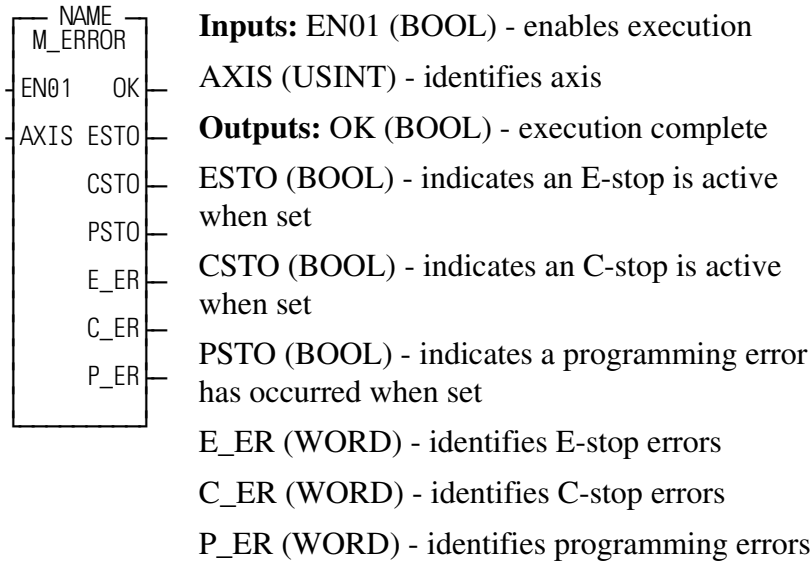 NAME
M_ERROR
EN01 OK
AXIS ESTO
CSTO
PSTO
E_ER
C_ER
P_ER
Inputs: EN01 (BOOL) - enables execution
AXIS (USINT) - identifies axis
Outputs: OK (BOOL) - execution complete
ESTO (BOOL) - indicates an E-stop is active
when set
CSTO (BOOL) - indicates an C-stop is active
when set
PSTO (BOOL) - indicates a programming error
has occurred when set
E_ER (WORD) - identifies E-stop errors
C_ER (WORD) - identifies C-stop errors
P_ER (WORD) - identifies programming errors